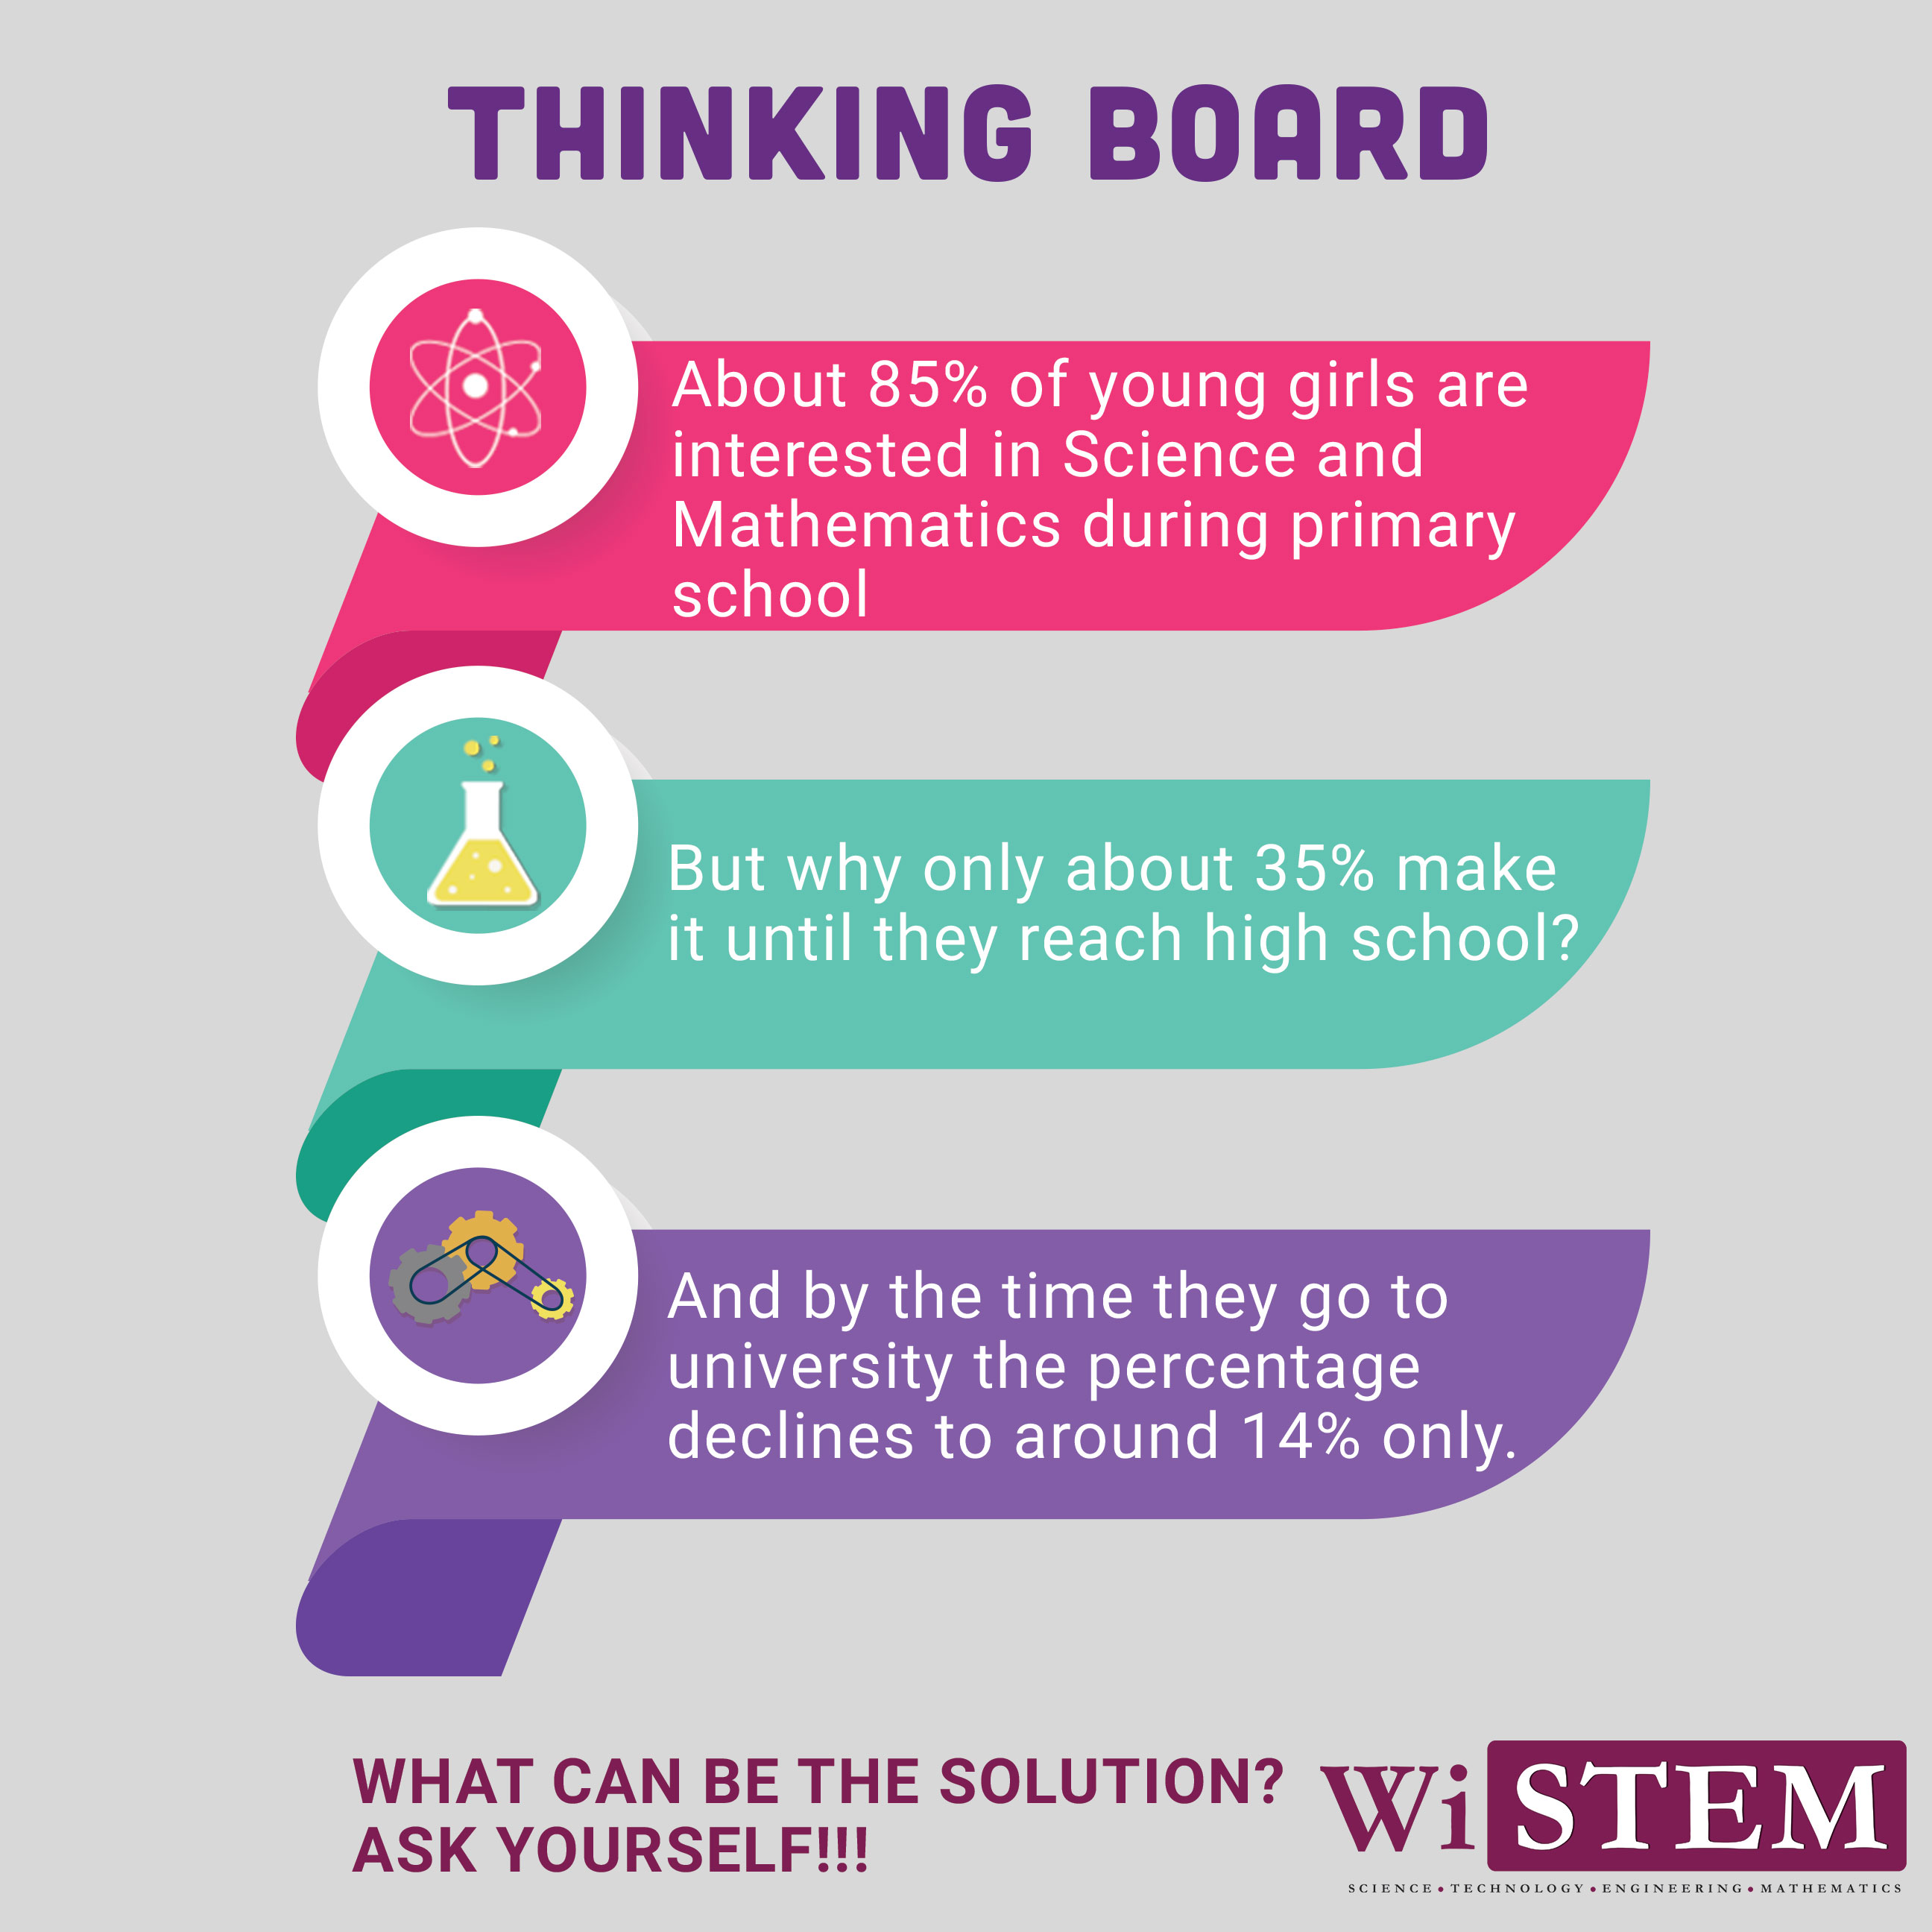 THINKING BOARD
About 85% of young girls are
interested in Science and
Mathematics during primary
school
But why only about 35% make
it until they reach high school?
And by the time they go to
university the percentage
declines to around 14% only.
WHAT CAN BE THE SOLUTION?
ASK YOURSELF!!!
Wi STEM
SCIENCE • TECHNOLOGY • ENGINEERING • MATHEMATICS